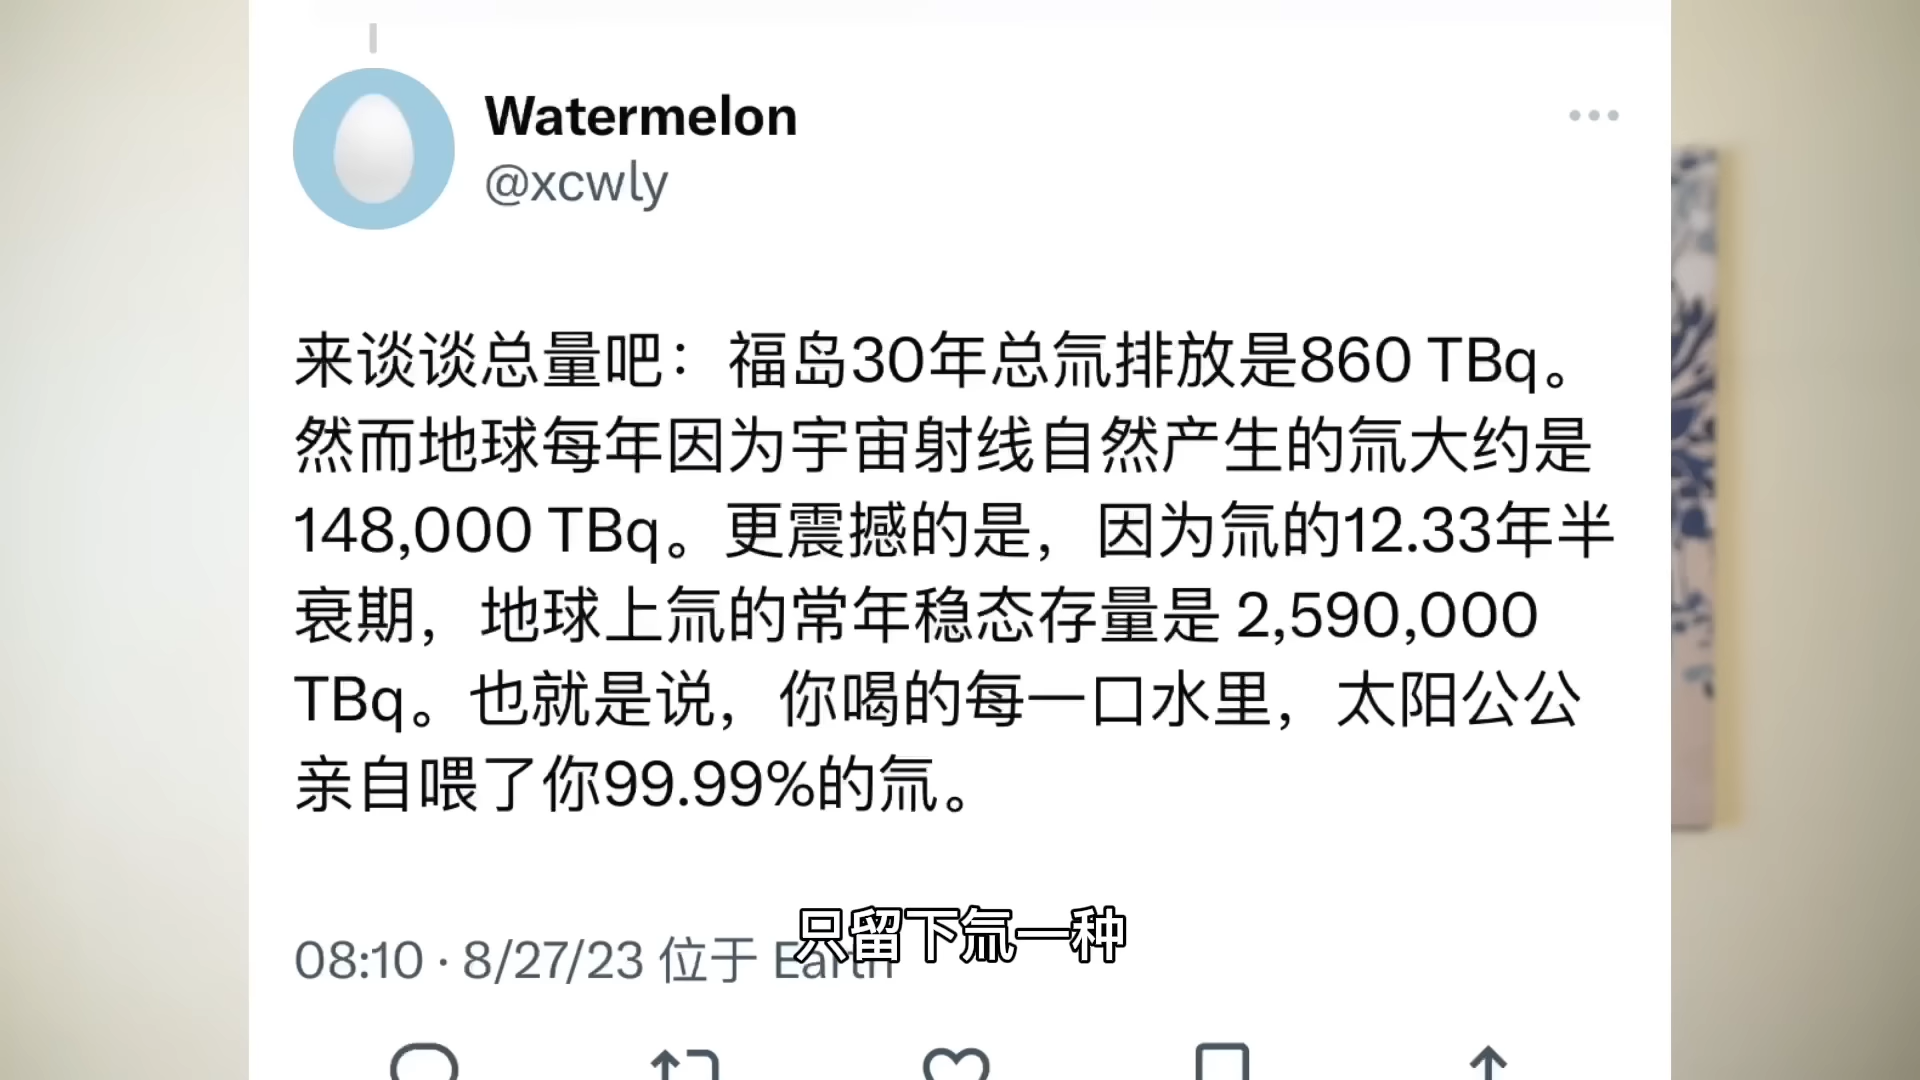 Watermelon
@xcwly
来谈谈总量吧：福岛30年总氚排放是860 TBq。
然而地球每年因为宇宙射线自然产生的氚大约是
148,000 TBq。更震撼的是，因为氚的12.33年半
衰期，地球上氚的常年稳态存量是 2,590,000
TBq。也就是说，你喝的每一口水里，太阳公公
亲自喂了你99.99%的氚。
08:10 · 8/27/23 位于 Earth
只留下氚一种